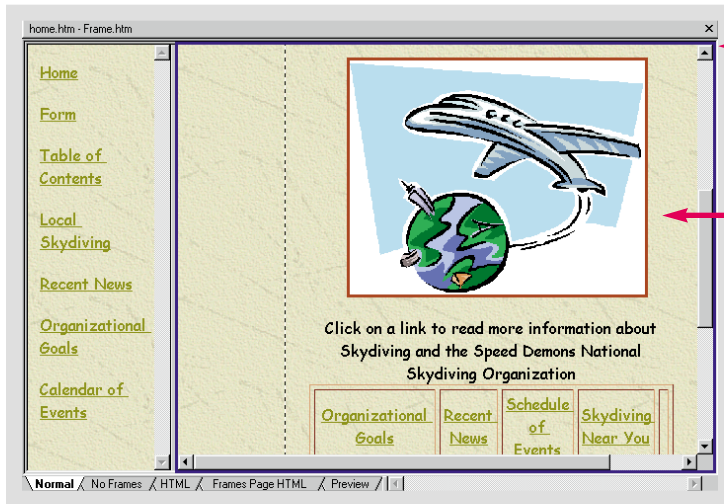 home.htm - Frame.htm
Home
Form
Table of
Contents
Local
Skydiving
Recent News
Organizational
Goals
Calendar of
Events
Click on a link to read more information about
Skydiving and the Speed Demons National
Skydiving Organization
Organizational
Goals
Recent
News
Schedule
of
Events
Skydiving
Near You
Normal No Frames HTML Frames Page HTML Preview